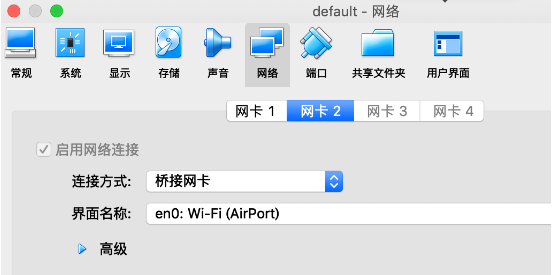 default - 网络
常规 系统 显示 存储 声音 网络 端口 共享文件夹 用户界面
网卡 1 网卡 2 网卡 3 网卡 4
启用网络连接
连接方式: 桥接网卡
界面名称: en0: Wi-Fi (AirPort)
高级